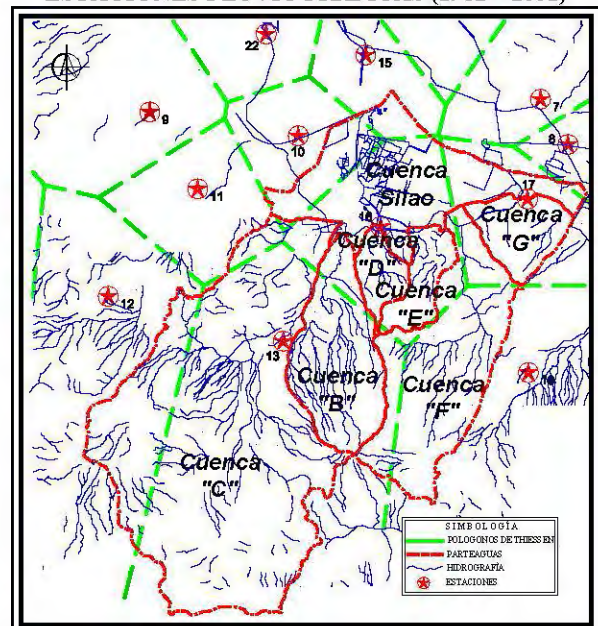 22
15
7
9
8
10
Cuenca
Silao
11
17
Cuenca
"G"
Cuenca
"D"
Cuenca
"E"
12
13
Cuenca
"B"
Cuenca
"F"
Cuenca
"C"
SIMBOLOGÍA
POLOGONOS DE THIESSEN
PARTEAGUAS
HIDROGRAFÍA
ESTACIONES